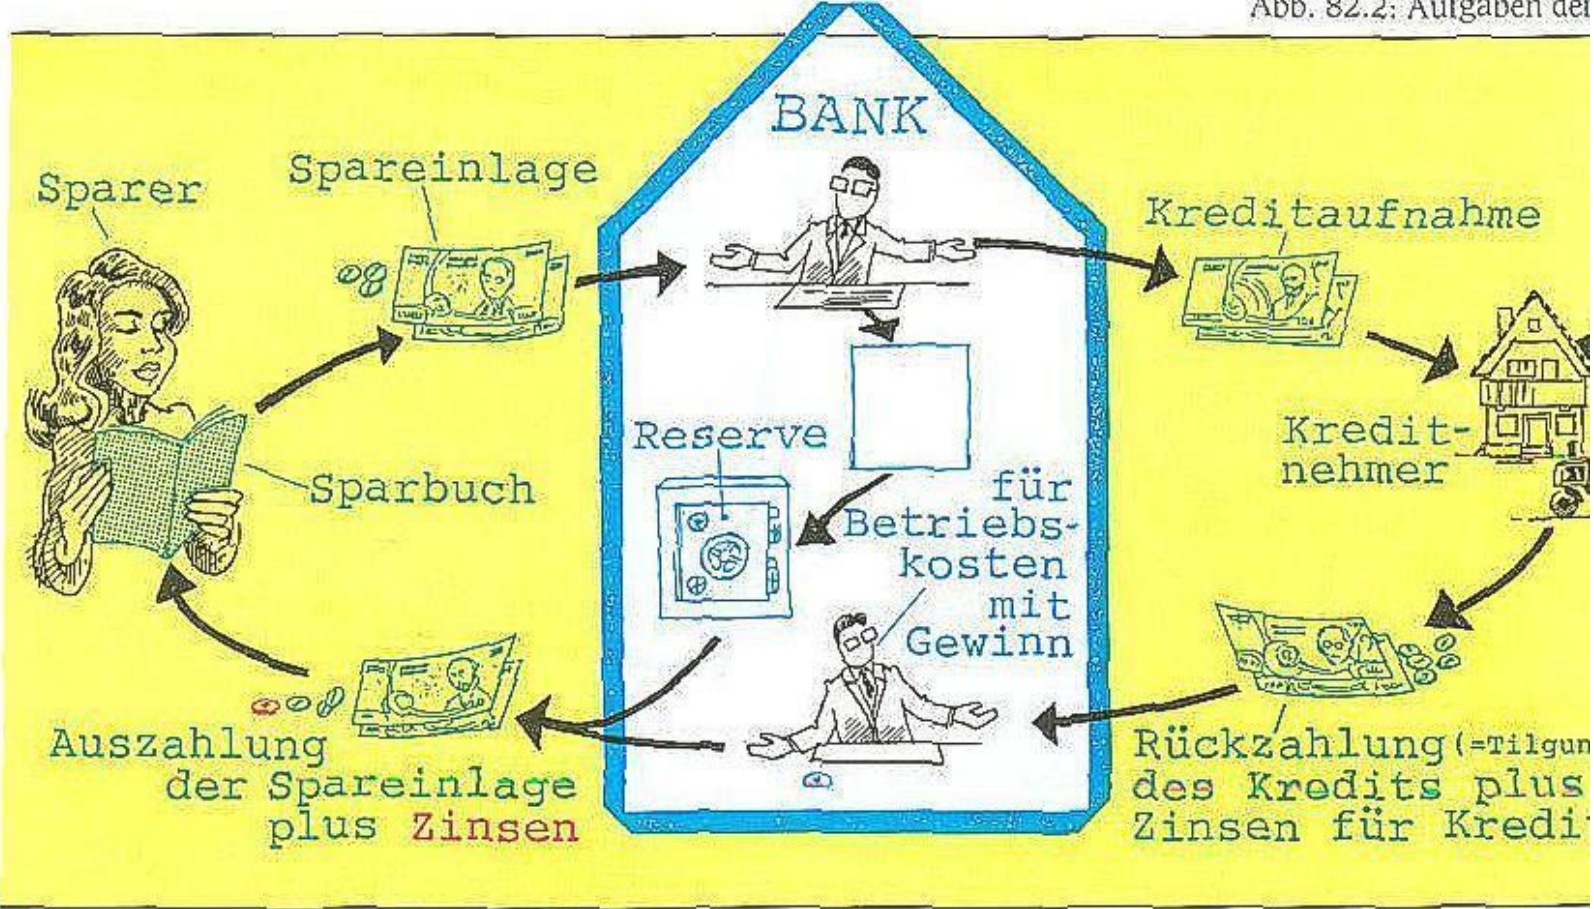 Abb. 82.2: Aufgaben der
BANK
Sparer
Spareinlage
Kreditaufnahme
Reserve
Kredit-
nehmer
Sparbuch
für
Betriebs-
kosten
mit
Gewinn
Auszahlung
der Spareinlage
plus Zinsen
Rückzahlung (=Tilgun
des Kredits plus
Zinsen für Kredi